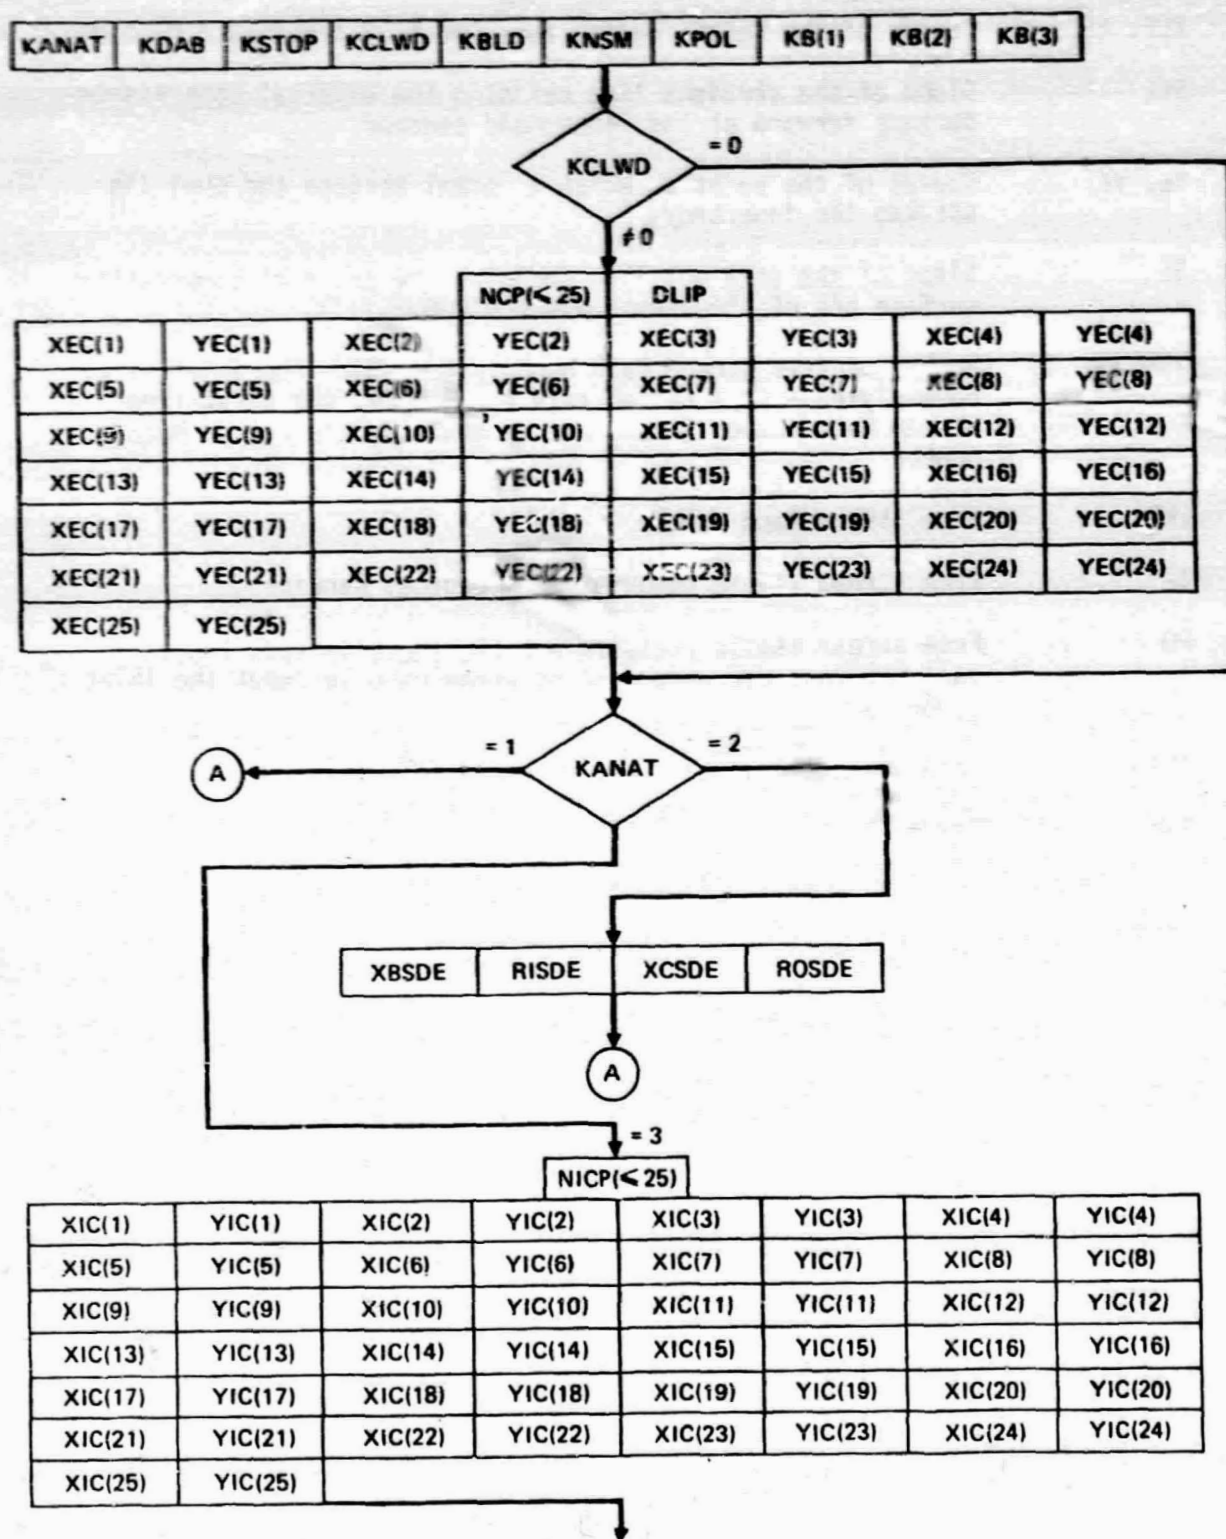 KANAT KDAB KSTOP KCLWD KBLD KNSM KPOL KB(1) KB(2) KB(3)
KCLWD
= 0
≠ 0
NCP(≤ 25) DLIP
XEC(1) YEC(1) XEC(2) YEC(2) XEC(3) YEC(3) XEC(4) YEC(4)
XEC(5) YEC(5) XEC(6) YEC(6) XEC(7) YEC(7) XEC(8) YEC(8)
XEC(9) YEC(9) XEC(10) YEC(10) XEC(11) YEC(11) XEC(12) YEC(12)
XEC(13) YEC(13) XEC(14) YEC(14) XEC(15) YEC(15) XEC(16) YEC(16)
XEC(17) YEC(17) XEC(18) YEC(18) XEC(19) YEC(19) XEC(20) YEC(20)
XEC(21) YEC(21) XEC(22) YEC(22) XEC(23) YEC(23) XEC(24) YEC(24)
XEC(25) YEC(25)
= 1
= 2
A
KANAT
XBSDE RISDE XCSDE ROSDE
A
= 3
NICP(≤ 25)
XIC(1) YIC(1) XIC(2) YIC(2) XIC(3) YIC(3) XIC(4) YIC(4)
XIC(5) YIC(5) XIC(6) YIC(6) XIC(7) YIC(7) XIC(8) YIC(8)
XIC(9) YIC(9) XIC(10) YIC(10) XIC(11) YIC(11) XIC(12) YIC(12)
XIC(13) YIC(13) XIC(14) YIC(14) XIC(15) YIC(15) XIC(16) YIC(16)
XIC(17) YIC(17) XIC(18) YIC(18) XIC(19) YIC(19) XIC(20) YIC(20)
XIC(21) YIC(21) XIC(22) YIC(22) XIC(23) YIC(23) XIC(24) YIC(24)
XIC(25) YIC(25)